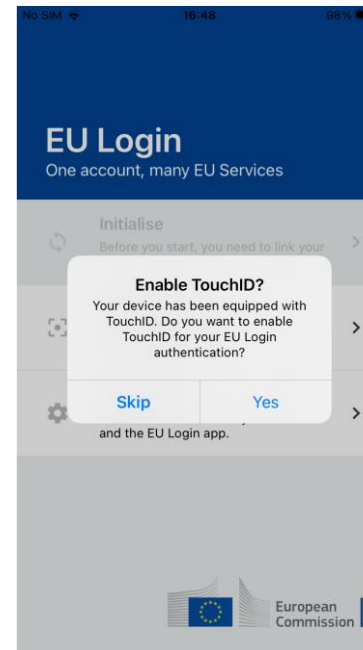 No SIM 16:48 98%
EU Login
One account, many EU Services
Initialise
Before you start, you need to link your
Enable TouchID?
Your device has been equipped with
TouchID. Do you want to enable
TouchID for your EU Login
authentication?
Skip Yes
and the EU Login app.
European
Commission